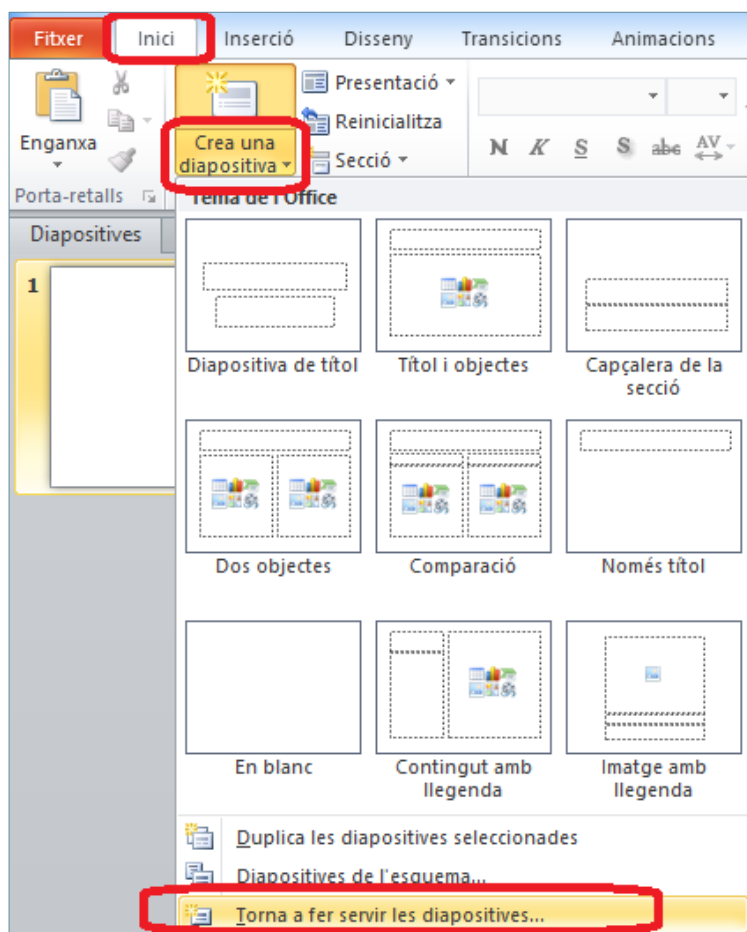 Fitxer Inici Inserció Disseny Transicions Animacions
Enganxa
Crea una
diapositiva
Presentació
Reinicialitza
Secció
N K S S abc AV
Porta-retalls
Tema de l'Office
Diapositives
1
Diapositiva de títol Títol i objectes Capçalera de la
secció
Dos objectes Comparació Només títol
En blanc Contingut amb
llegenda Imatge amb
llegenda
Duplica les diapositives seleccionades
Diapositives de l'esquema...
Torna a fer servir les diapositives...